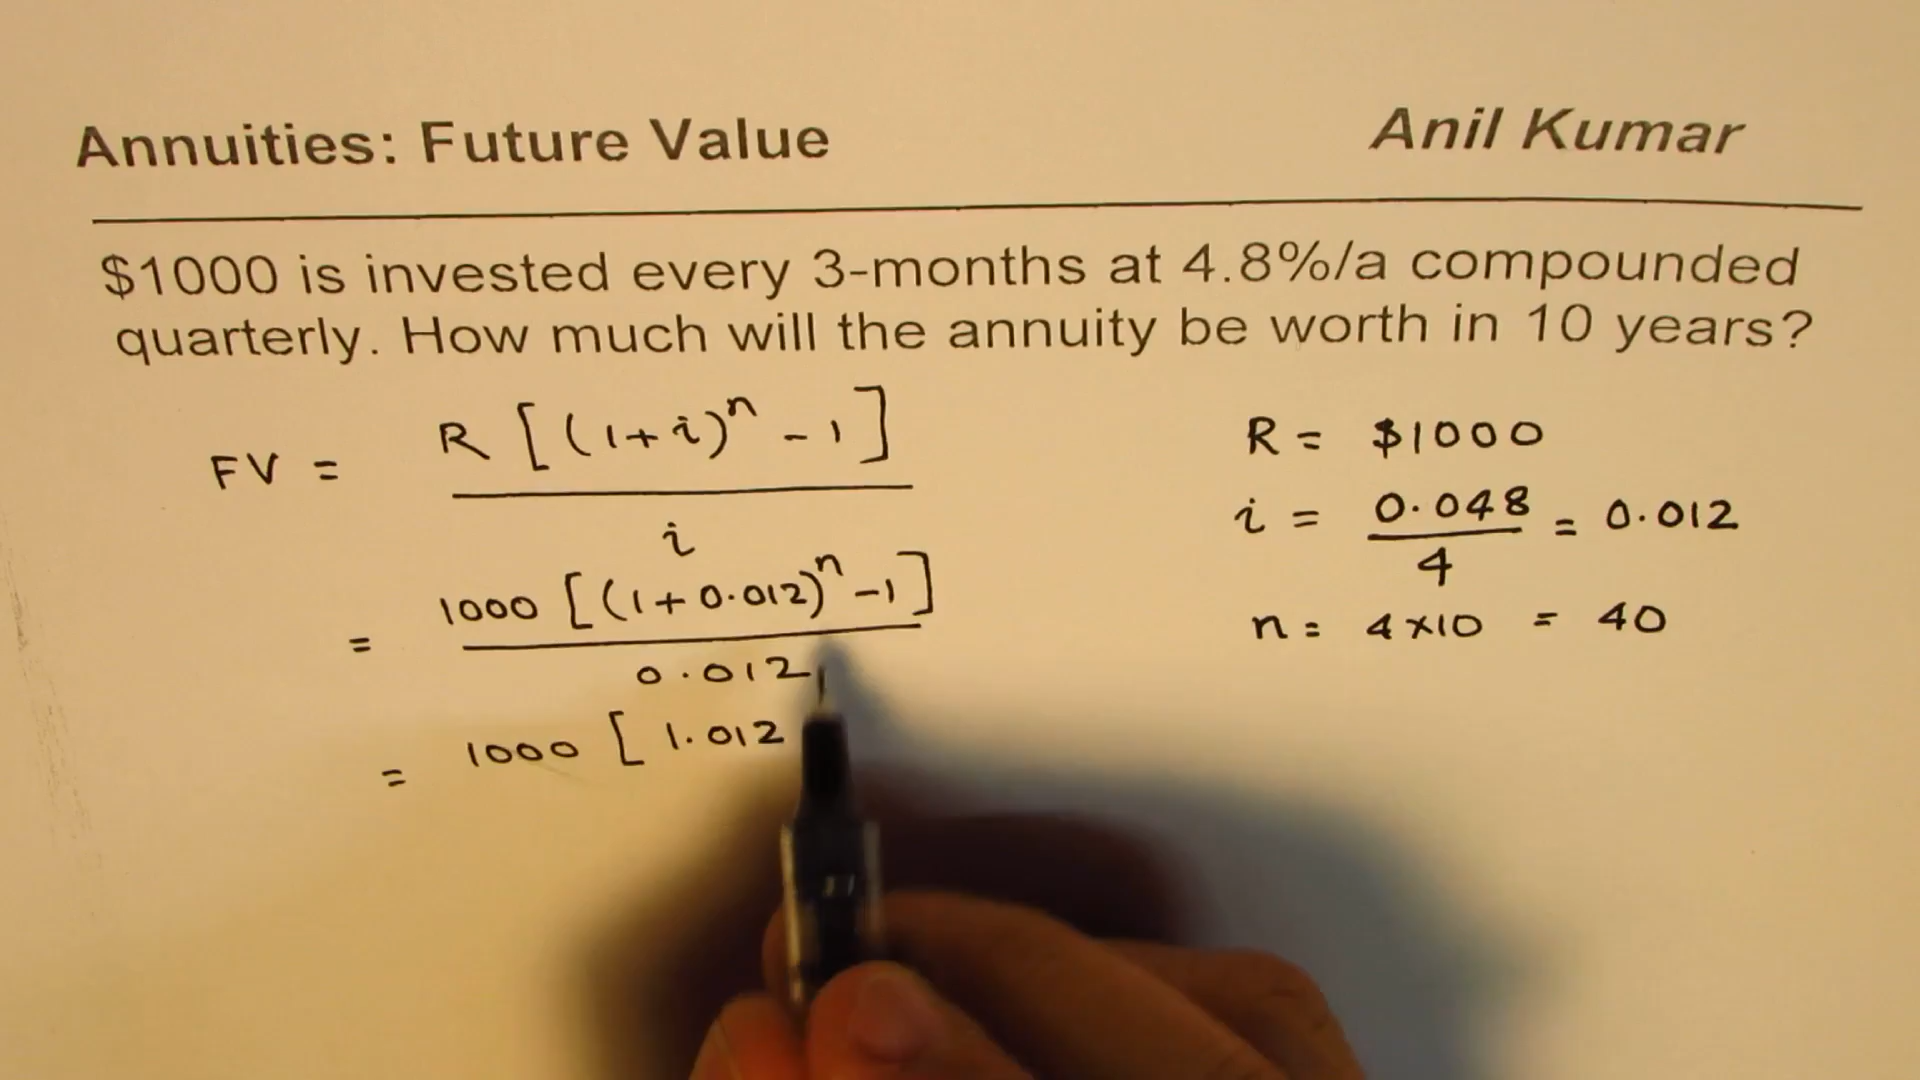 Annuities: Future Value
Anil Kumar
$1000 is invested every 3-months at 4.8%/a compounded
quarterly. How much will the annuity be worth in 10 years?
FV = R [(1+i)^n - 1] / i
= 1000 [(1+0.012)^n - 1] / 0.012
= 1000 [ 1.012
R = $1000
i = 0.048 / 4 = 0.012
n = 4×10 = 40